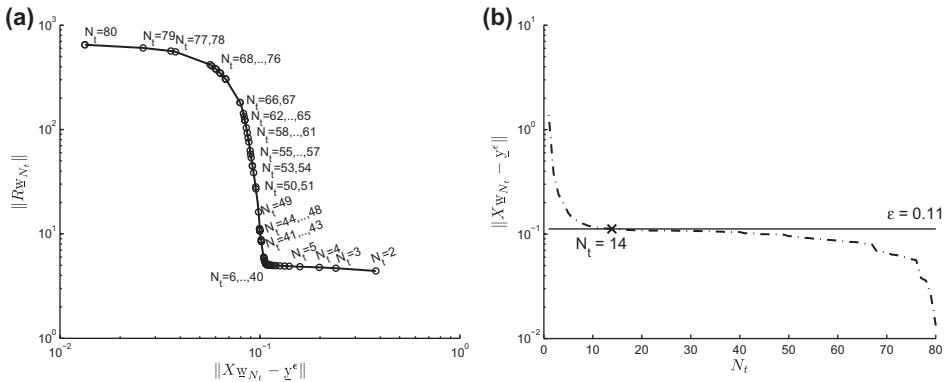 (a)
10^3
10^2
10^1
10^0
‖Rw_{N_t}‖
N_t=80
N_t=79
N_t=77,78
N_t=68,..,76
N_t=66,67
N_t=62,...,65
N_t=58,...,61
N_t=55,...,57
N_t=53,54
N_t=50,51
N_t=49
N_t=44,...,48
N_t=41,...,43
N_t=6,..,40
N_t=5
N_t=4
N_t=3
N_t=2
10^{-2}
10^{-1}
10^0
‖Xw_{N_t} − y^ϵ‖
(b)
10^1
10^0
10^{-1}
10^{-2}
‖Xw_{N_t} − y^ϵ‖
ε = 0.11
N_t = 14
0 10 20 30 40 50 60 70 80
N_t